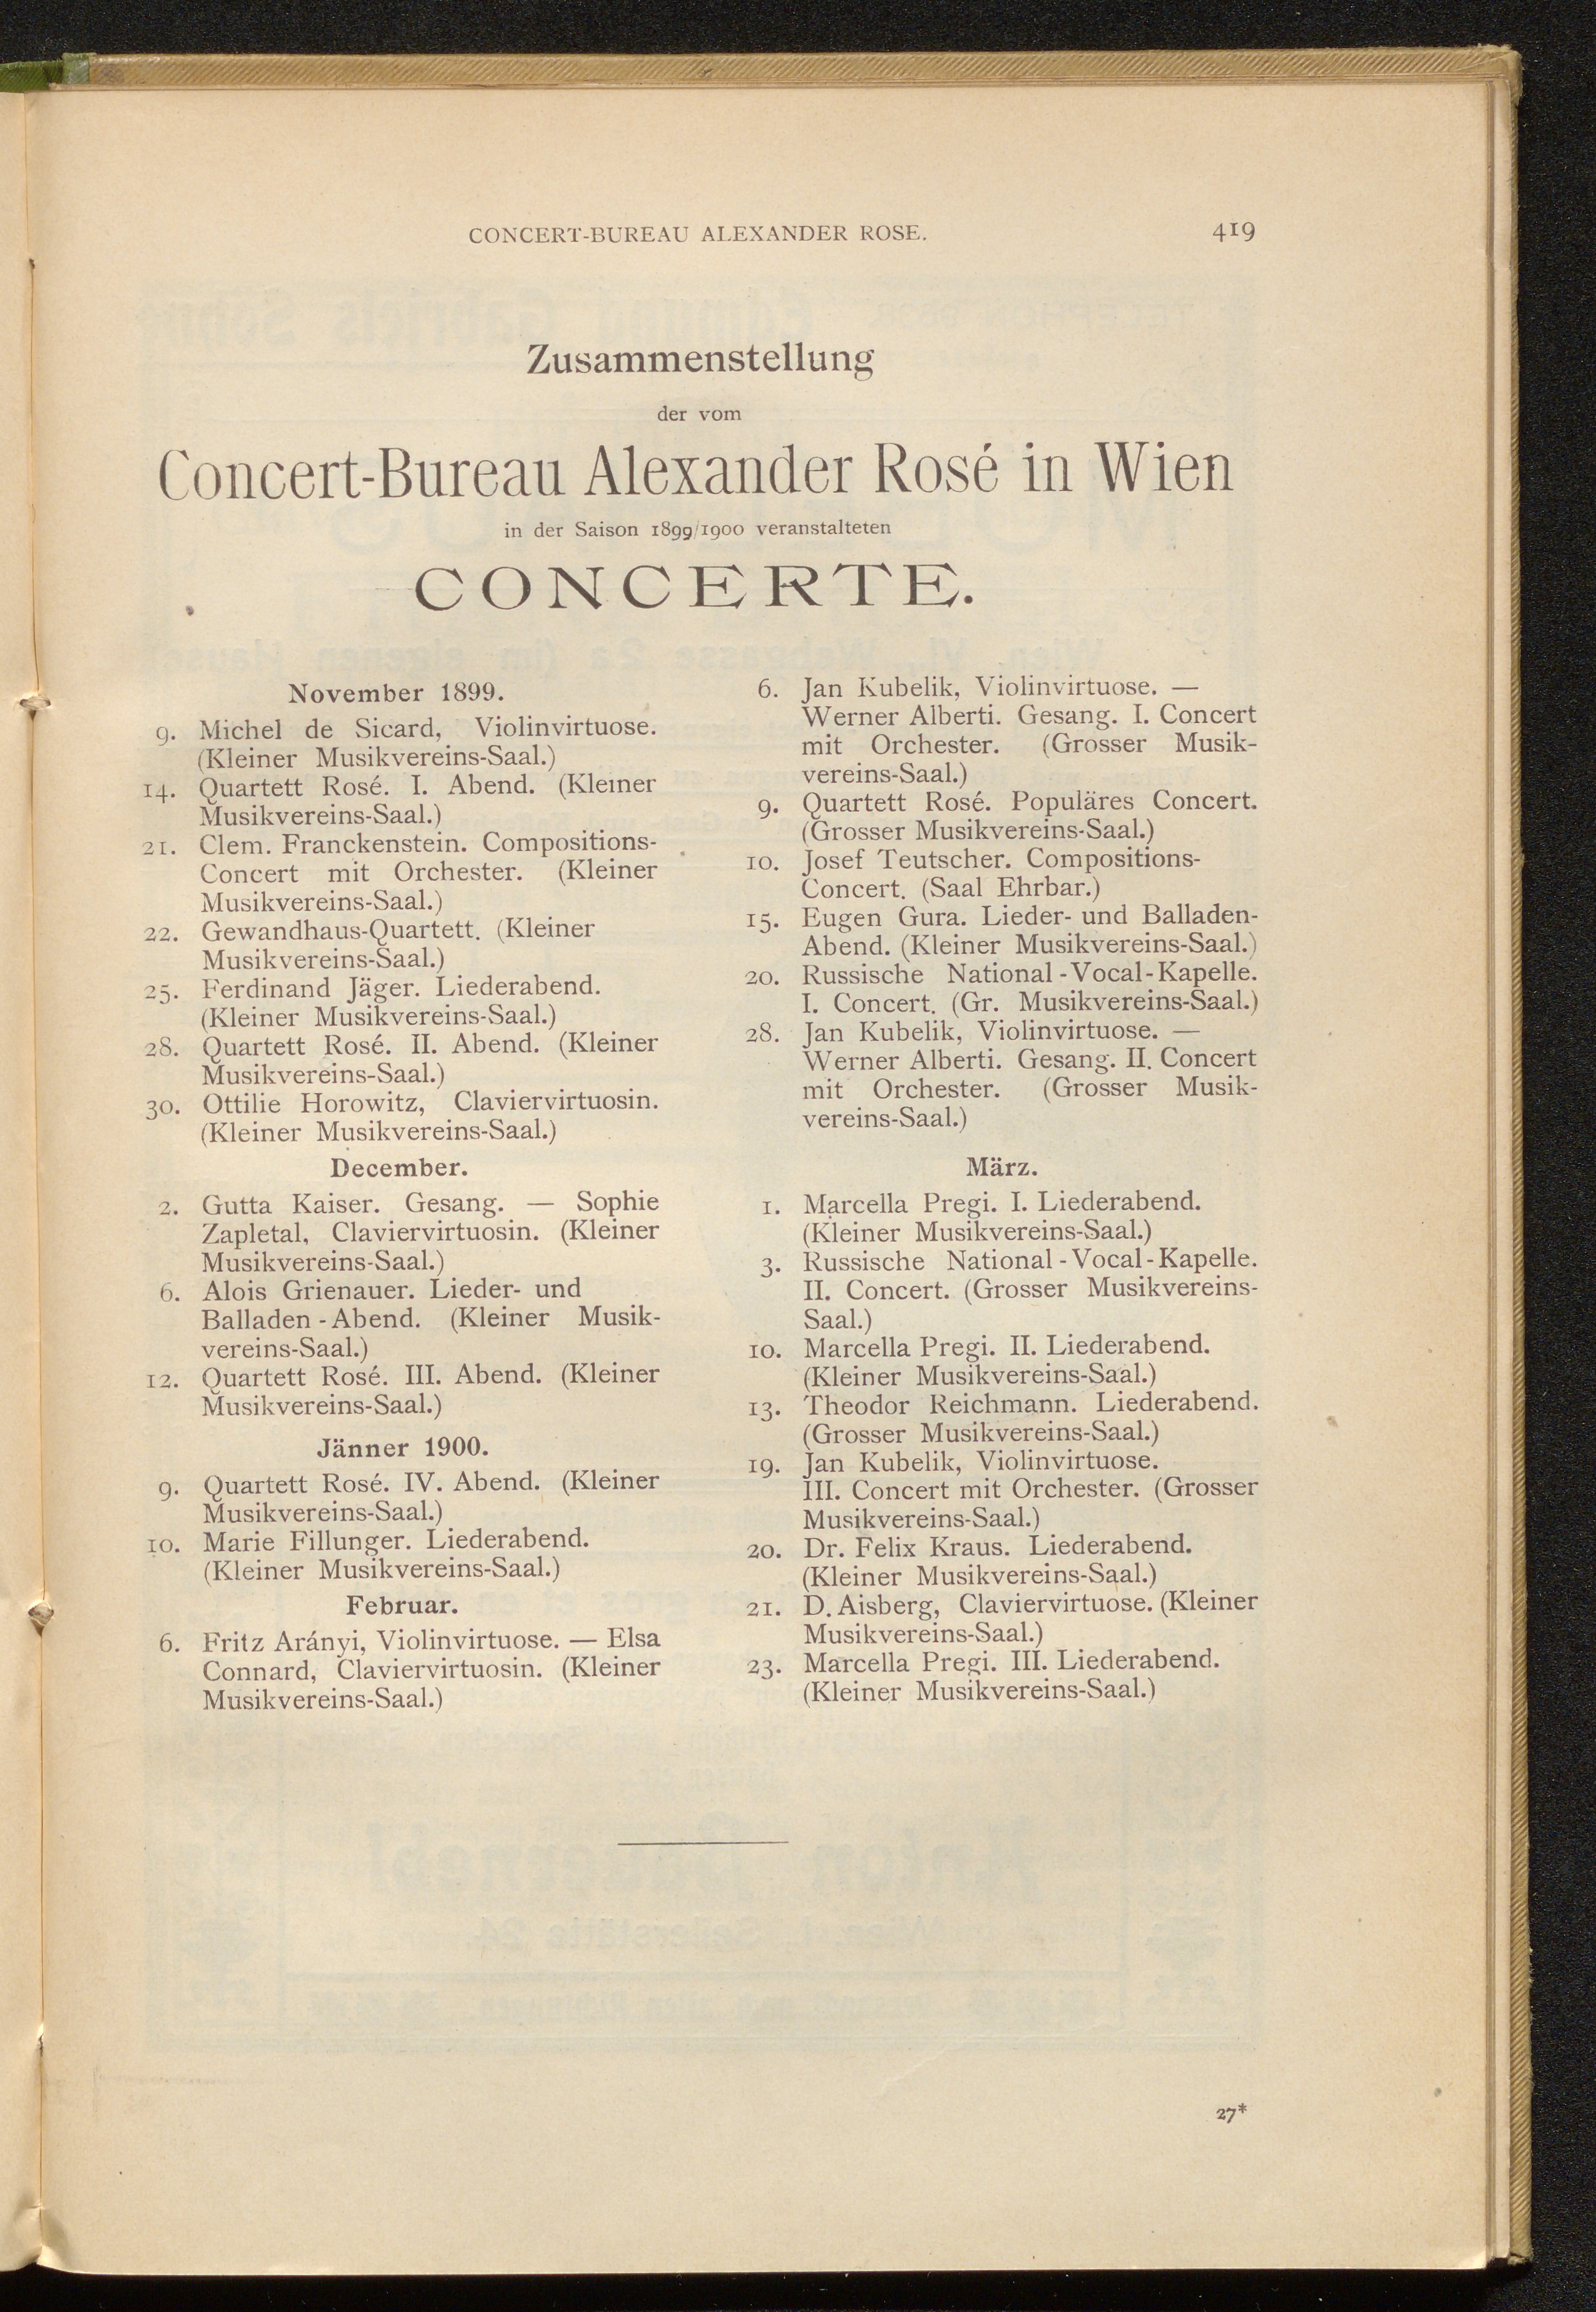 CONCERT-BUREAU ALEXANDER ROSE.
419
Zusammenstellung
der vom
Concert-Bureau Alexander Rosé in Wien
in der Saison 1899/1900 veranstalteten
CONCERTE.
November 1899.
9. Michel de Sicard, Violinvirtuose.
(Kleiner Musikvereins-Saal.)
14. Quartett Rosé. I. Abend. (Kleiner
Musikvereins-Saal.)
21. Clem. Franckenstein. Compositions-
Concert mit Orchester. (Kleiner
Musikvereins-Saal.)
22. Gewandhaus-Quartett. (Kleiner
Musikvereins-Saal.)
25. Ferdinand Jäger. Liederabend.
(Kleiner Musikvereins-Saal.)
28. Quartett Rosé. II. Abend. (Kleiner
Musikvereins-Saal.)
30. Ottilie Horowitz, Claviervirtuosin.
(Kleiner Musikvereins-Saal.)
December.
2. Gutta Kaiser. Gesang. — Sophie
Zapletal, Claviervirtuosin. (Kleiner
Musikvereins-Saal.)
6. Alois Grienauer. Lieder- und
Balladen-Abend. (Kleiner Musik-
vereins-Saal.)
12. Quartett Rosé. III. Abend. (Kleiner
Musikvereins-Saal.)
Jänner 1900.
9. Quartett Rosé. IV. Abend. (Kleiner
Musikvereins-Saal.)
10. Marie Fillunger. Liederabend.
(Kleiner Musikvereins-Saal.)
Februar.
6. Fritz Arányi, Violinvirtuose. — Elsa
Connard, Claviervirtuosin. (Kleiner
Musikvereins-Saal.)
6. Jan Kubelik, Violinvirtuose. —
Werner Alberti. Gesang. I. Concert
mit Orchester. (Grosser Musik-
vereins-Saal.)
9. Quartett Rosé. Populäres Concert.
(Grosser Musikvereins-Saal.)
10. Josef Teutscher. Compositions-
Concert. (Saal Ehrbar.)
15. Eugen Gura. Lieder- und Balladen-
Abend. (Kleiner Musikvereins-Saal.)
20. Russische National-Vocal-Kapelle.
I. Concert. (Gr. Musikvereins-Saal.)
28. Jan Kubelik, Violinvirtuose. —
Werner Alberti. Gesang. II. Concert
mit Orchester. (Grosser Musik-
vereins-Saal.)
März.
1. Marcella Pregi. I. Liederabend.
(Kleiner Musikvereins-Saal.)
3. Russische National-Vocal-Kapelle.
II. Concert. (Grosser Musikvereins-
Saal.)
10. Marcella Pregi. II. Liederabend.
(Kleiner Musikvereins-Saal.)
13. Theodor Reichmann. Liederabend.
(Grosser Musikvereins-Saal.)
19. Jan Kubelik, Violinvirtuose.
III. Concert mit Orchester. (Grosser
Musikvereins-Saal.)
20. Dr. Felix Kraus. Liederabend.
(Kleiner Musikvereins-Saal.)
21. D. Aisberg, Claviervirtuose. (Kleiner
Musikvereins-Saal.)
23. Marcella Pregi. III. Liederabend.
(Kleiner Musikvereins-Saal.)
27*